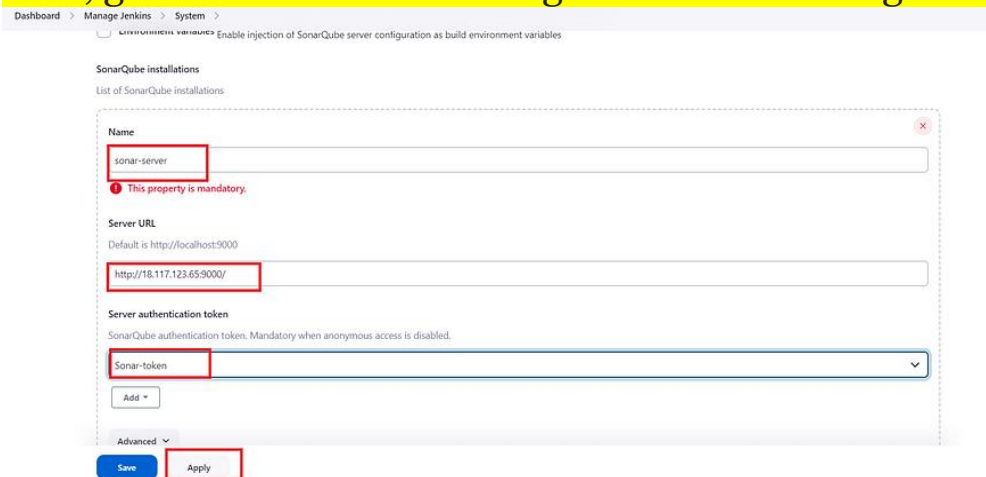 Dashboard > Manage Jenkins > System >
Environment variables Enable injection of SonarQube server configuration as build environment variables
SonarQube installations
List of SonarQube installations
Name
sonar-server
This property is mandatory.
Server URL
Default is http://localhost:9000
http://18.117.123.65:9000/
Server authentication token
SonarQube authentication token. Mandatory when anonymous access is disabled.
Sonar-token
Add
Advanced
Save Apply